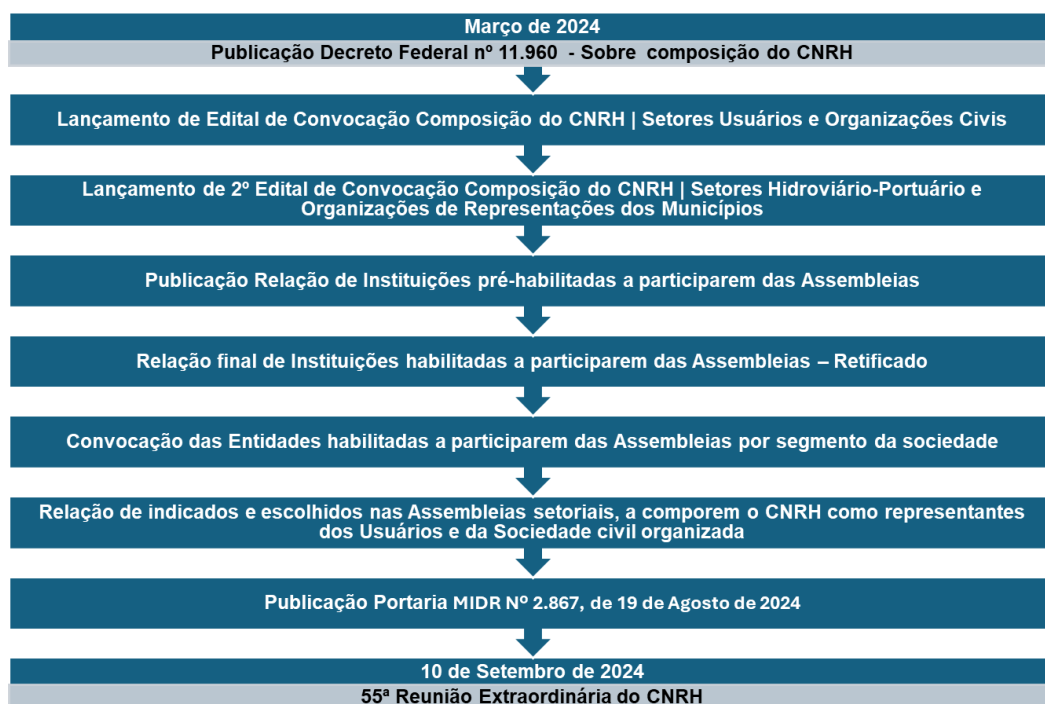 Março de 2024
Publicação Decreto Federal nº 11.960 - Sobre composição do CNRH
Lançamento de Edital de Convocação Composição do CNRH | Setores Usuários e Organizações Civis
Lançamento de 2º Edital de Convocação Composição do CNRH | Setores Hidroviário-Portuário e
Organizações de Representações dos Municípios
Publicação Relação de Instituições pré-habilitadas a participarem das Assembleias
Relação final de Instituições habilitadas a participarem das Assembleias – Retificado
Convocação das Entidades habilitadas a participarem das Assembleias por segmento da sociedade
Relação de indicados e escolhidos nas Assembleias setoriais, a comporem o CNRH como representantes
dos Usuários e da Sociedade civil organizada
Publicação Portaria MIDR Nº 2.867, de 19 de Agosto de 2024
10 de Setembro de 2024
55ª Reunião Extraordinária do CNRH